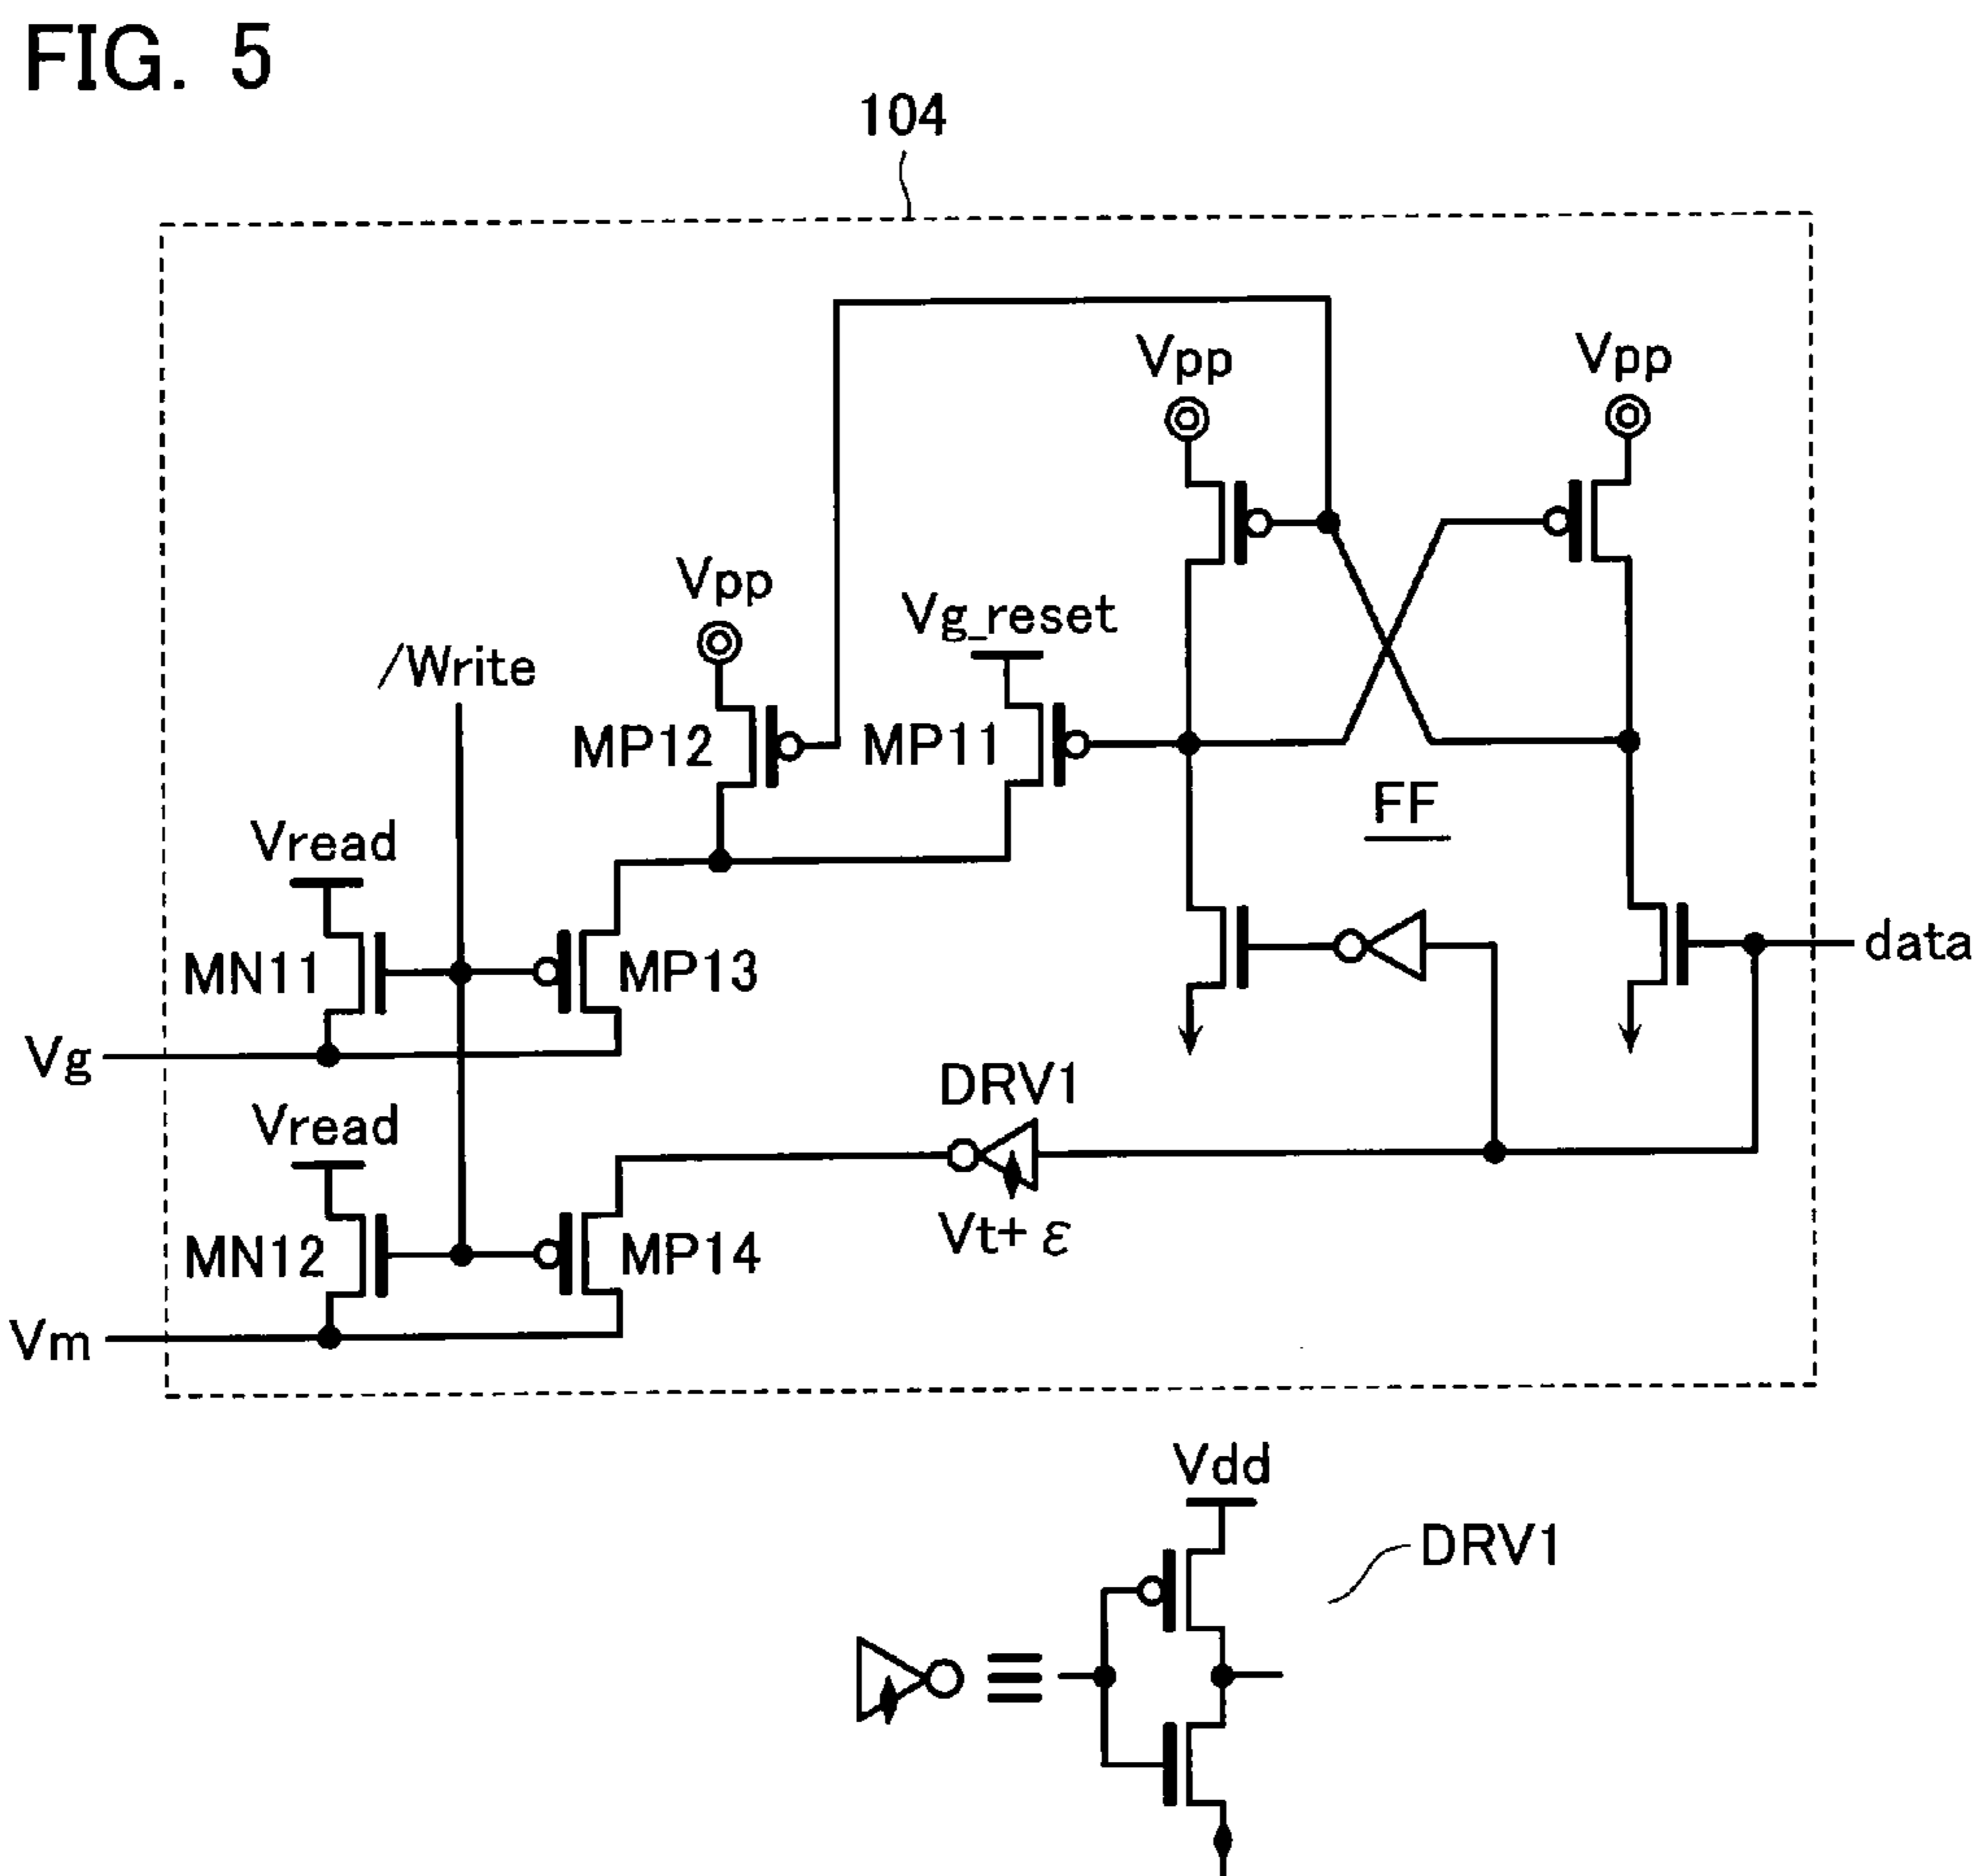 FIG. 5
104
Vpp
Vpp
Vpp
Vg_reset
/Write
MP12
MP11
FF
Vread
MN11
MP13
data
Vg
DRV1
Vread
Vt+ ε
MN12
MP14
Vm
Vdd
DRV1